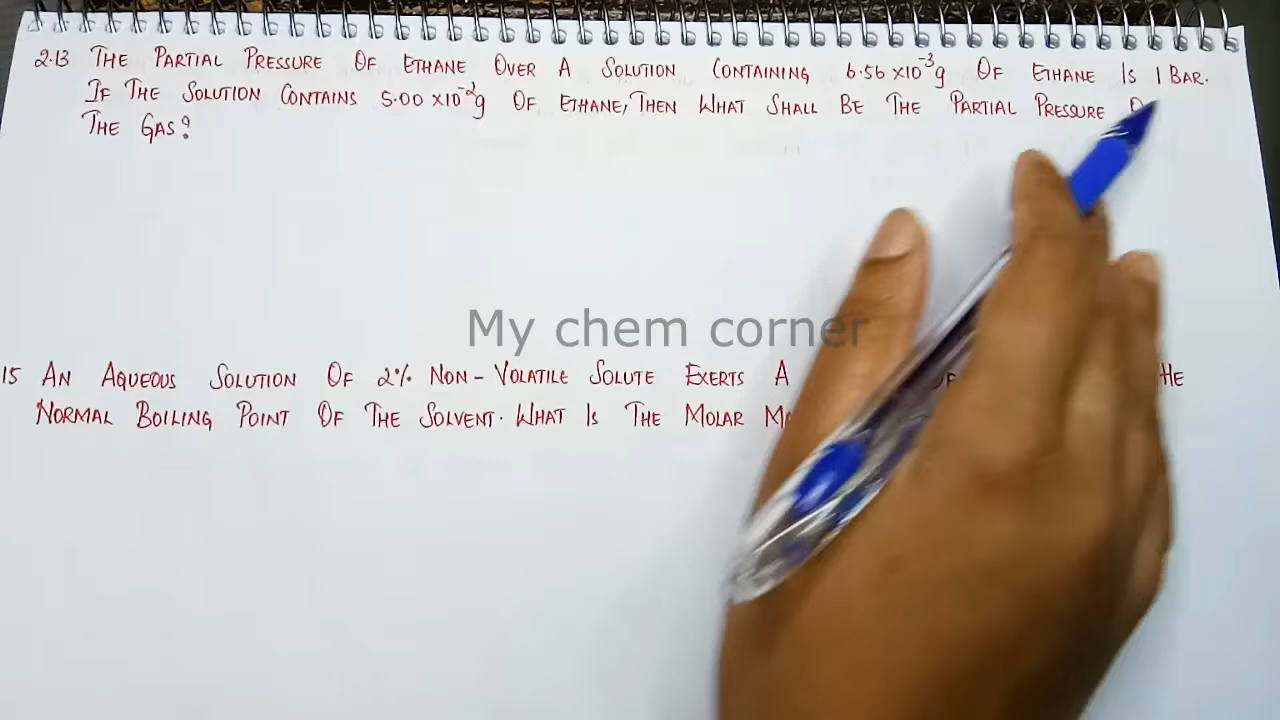 2.13 THE PARTIAL PRESSURE OF ETHANE OVER A SOLUTION CONTAINING 6.56 ×10⁻³g OF ETHANE IS 1 BAR.
IF THE SOLUTION CONTAINS 5.00 ×10⁻²g OF ETHANE, THEN WHAT SHALL BE THE PARTIAL PRESSURE
THE GAS?
My chem corner
15 AN AQUEOUS SOLUTION OF 2% NON-VOLATILE SOLUTE EXERTS A
NORMAL BOILING POINT OF THE SOLVENT. WHAT IS THE MOLAR